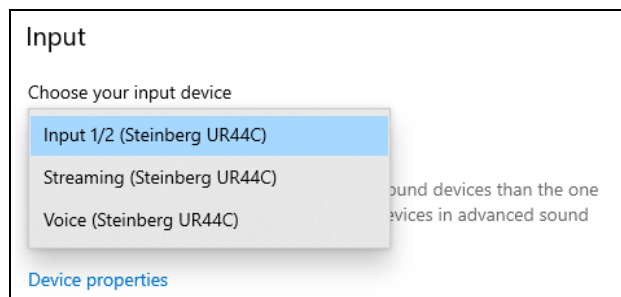 Input
Choose your input device
Input 1/2 (Steinberg UR44C)
Streaming (Steinberg UR44C)
ound devices than the one
Voice (Steinberg UR44C)
evices in advanced sound
Device properties